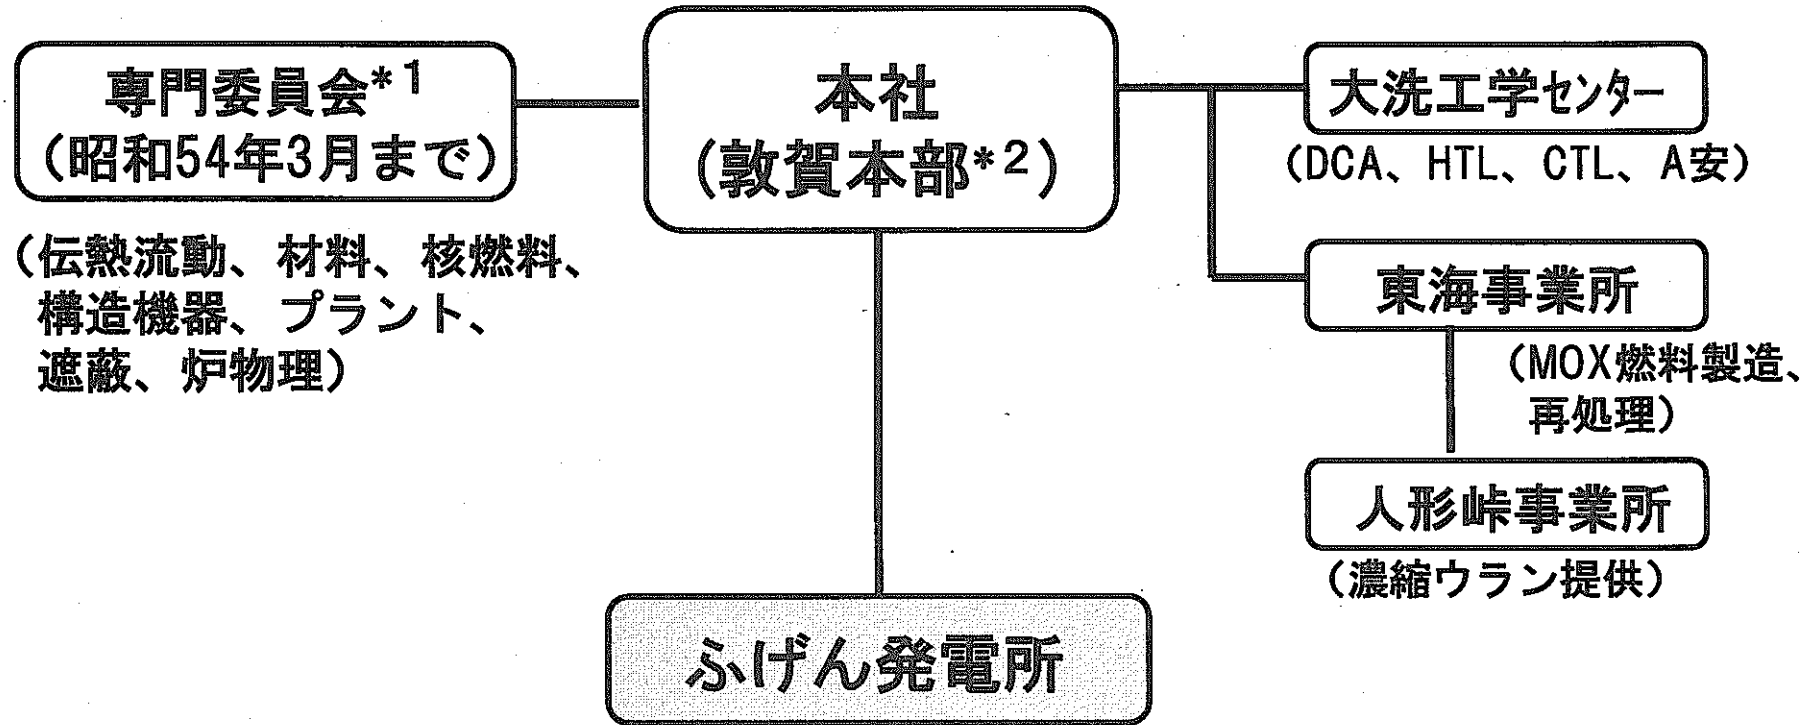 専門委員会*1
（昭和54年3月まで）
（伝熱流動、材料、核燃料、
構造機器、プラント、
遮蔽、炉物理）
本社
（敦賀本部*2）
大洗工学センター
（DCA、HTL、CTL、A安）
東海事業所
（MOX燃料製造、
再処理）
人形峠事業所
（濃縮ウラン提供）
ふげん発電所